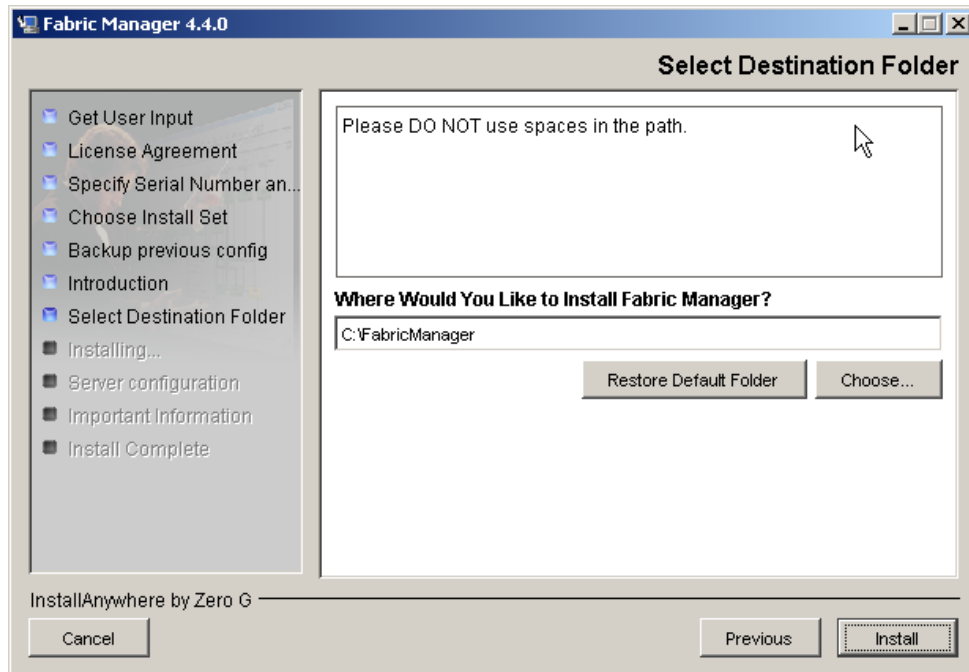 Fabric Manager 4.4.0
Select Destination Folder
Get User Input
License Agreement
Specify Serial Number an...
Choose Install Set
Backup previous config
Introduction
Select Destination Folder
Installing...
Server configuration
Important Information
Install Complete
Please DO NOT use spaces in the path.
Where Would You Like to Install Fabric Manager?
C:\FabricManager
Restore Default Folder
Choose...
InstallAnywhere by Zero G
Cancel
Previous
Install